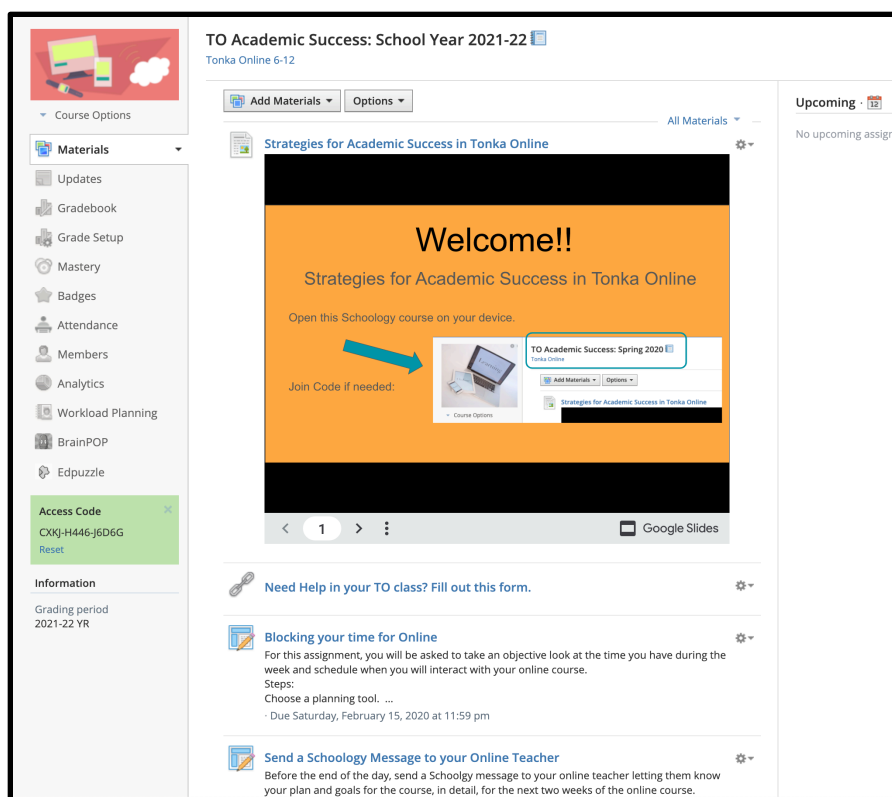 TO Academic Success: School Year 2021-22
Tonka Online 6-12
Course Options
Materials
Updates
Gradebook
Grade Setup
Mastery
Badges
Attendance
Members
Analytics
Workload Planning
BrainPOP
Edpuzzle
Access Code
CXKJ-H446-J6D6G
Reset
Information
Grading period
2021-22 YR
Add Materials
Options
All Materials
Strategies for Academic Success in Tonka Online
Welcome!!
Strategies for Academic Success in Tonka Online
Open this Schoology course on your device.
Join Code if needed:
TO Academic Success: Spring 2020
Tonka Online
Add Materials
Options
Strategies for Academic Success in Tonka Online
Course Options
1
Google Slides
Need Help in your TO class? Fill out this form.
Blocking your time for Online
For this assignment, you will be asked to take an objective look at the time you have during the
week and schedule when you will interact with your online course.
Steps:
Choose a planning tool. ...
· Due Saturday, February 15, 2020 at 11:59 pm
Send a Schoology Message to your Online Teacher
Before the end of the day, send a Schoolgy message to your online teacher letting them know
your plan and goals for the course, in detail, for the next two weeks of the online course.
Upcoming · 12
No upcoming assigr